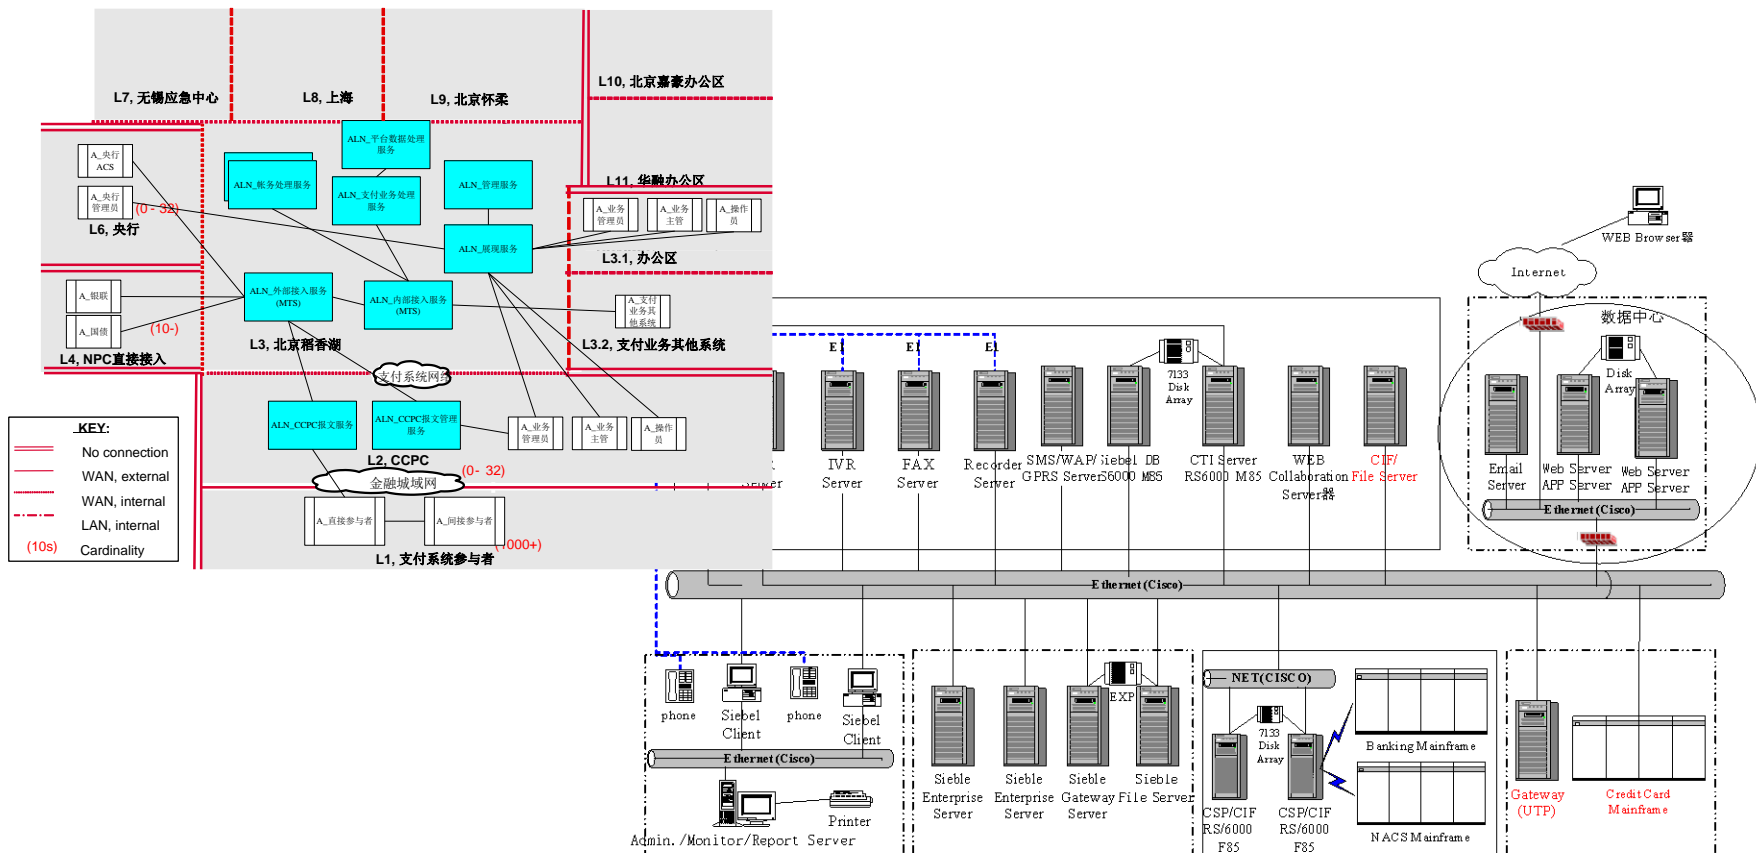 L7, 无锡应急中心
L8, 上海
L9, 北京怀柔
L10, 北京嘉豪办公区
ALN_平台数据处理
服务
A_央行
ACS
ALN_帐务处理服务
ALN_支付业务处理
服务
ALN_管理服务
L11, 华融办公区
A_央行
管理员
(0 - 32)
L6, 央行
A_业务
管理员
A_业务
主管
A_操作
员
ALN_展现服务
L3.1, 办公区
A_银联
ALN_外部接入服务
(MTS)
ALN_内部接入服务
(MTS)
A_支付
业务其
他系统
A_国债
(10-)
L4, NPC直接接入
L3, 北京稻香湖
L3.2, 支付业务其他系统
支付系统网络
ALN_CCPC报文服务
ALN_CCPC报文管理
服务
A_业务
管理员
A_业务
主管
A_操作
员
L2, CCPC
(0 - 32)
金融城域网
A_直接参与者
A_间接参与者
L1, 支付系统参与者
KEY:
No connection
WAN, external
WAN, internal
LAN, internal
(10s)
Cardinality
WEB Browser器
Internet
数据中心
Disk
Array
Email
Server
Web Server
APP Server
Web Server
APP Server
Ethernet(Cisco)
E1
E1
E1
7133
Disk
Array
IVR
Server
FAX
Server
Recorder
Server
SMS/WAP/
GPRS Server
Siebel DB
S6000 M85
CTI Server
RS6000 M85
WEB
Collaboration
Server器
CIF/
File Server
Ethernet(Cisco)
phone
Siebel
Client
phone
Siebel
Client
Ethernet(Cisco)
Printer
Admin./Monitor/Report Server
EXP
Sieble
Enterprise
Server
Sieble
Enterprise
Server
Sieble
Gateway
Server
Sieble
File Server
NET(CISCO)
7133
Disk
Array
CSP/CIF
RS/6000
F85
CSP/CIF
RS/6000
F85
Banking Mainframe
NACS Mainframe
Gateway
(UTP)
Credit Card
Mainframe